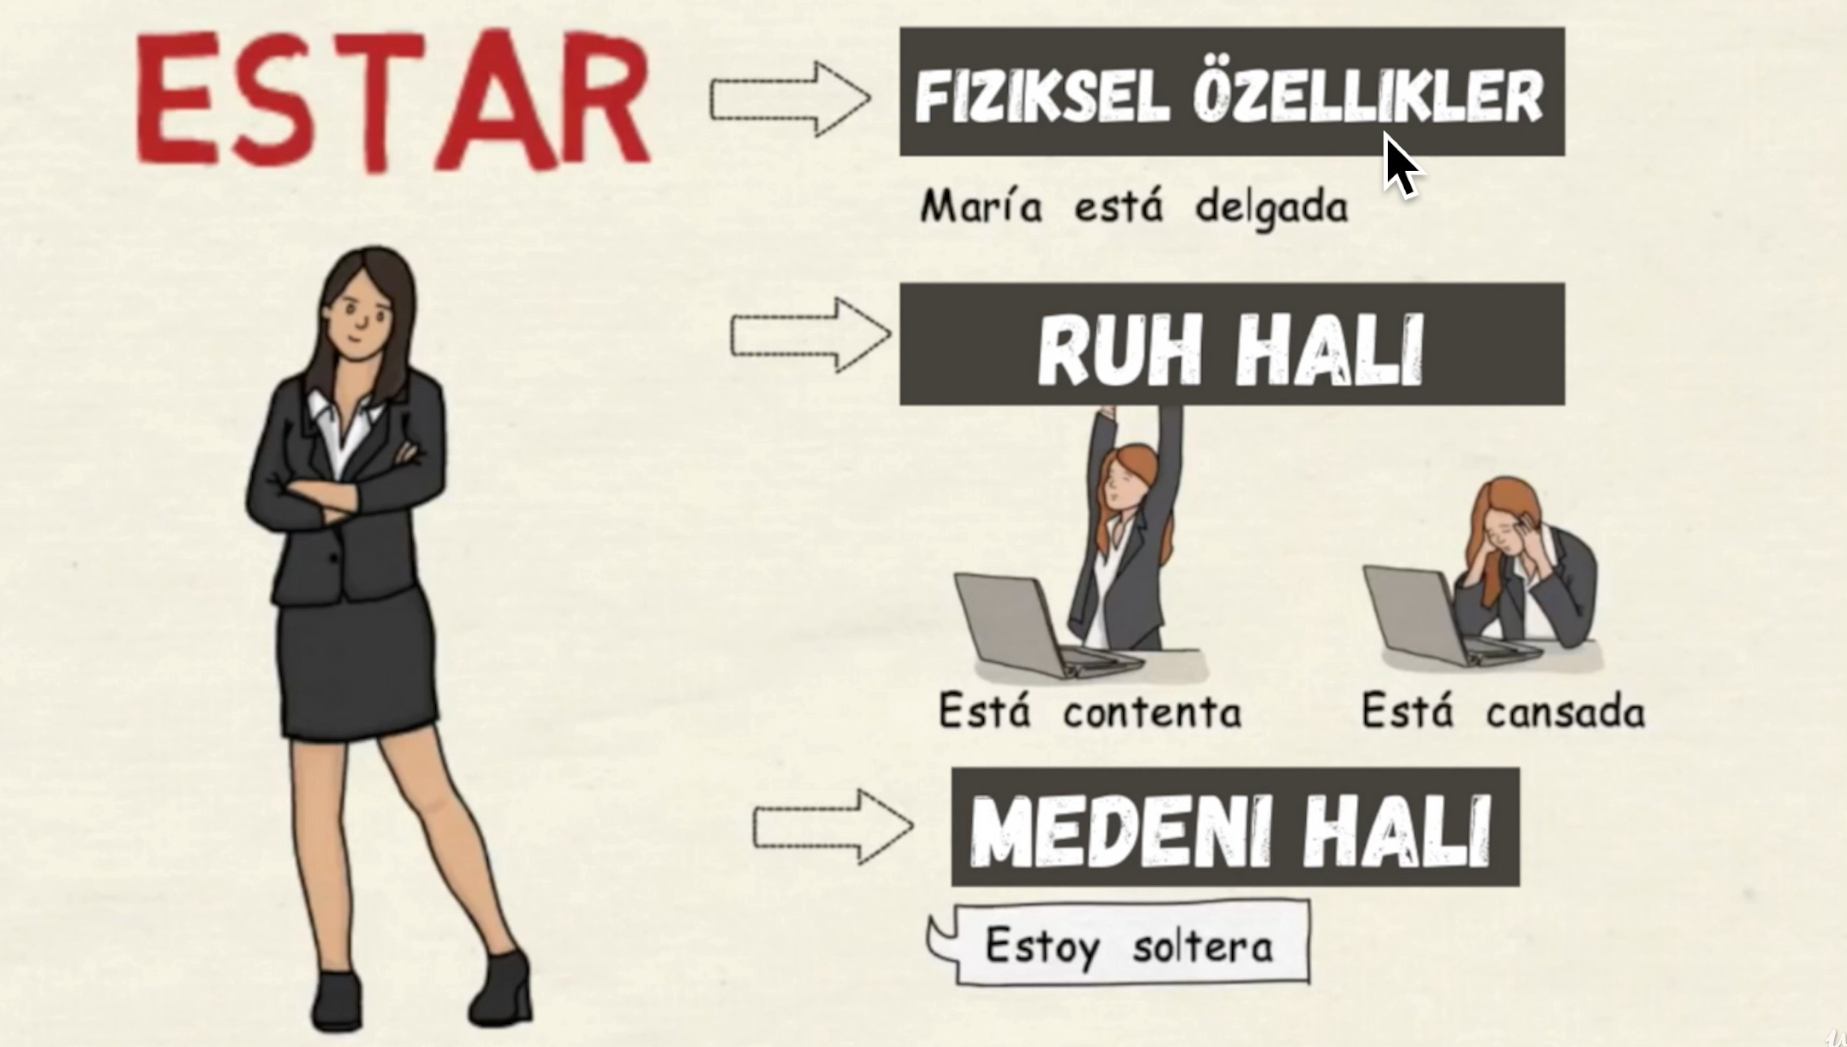 ESTAR
FIZIKSEL ÖZELLIKLER
María está delgada
RUH HALI
Está contenta
Está cansada
MEDENI HALI
Estoy soltera